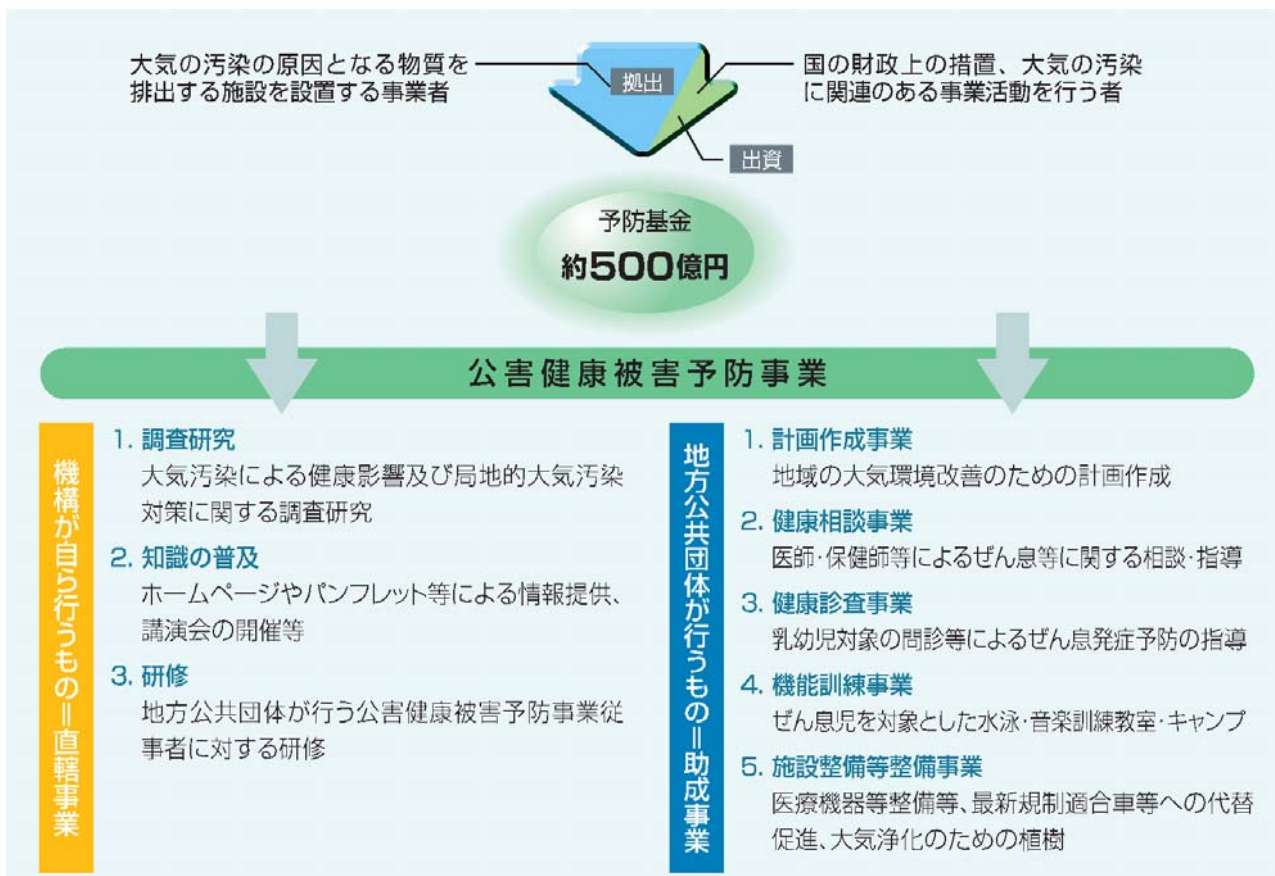 大気の汚染の原因となる物質を
排出する施設を設置する事業者
拠出
国の財政上の措置、大気の汚染
に関連のある事業活動を行う者
出資
予防基金
約500億円
公害健康被害予防事業
機構が自ら行うもの＝直轄事業
1. 調査研究
大気汚染による健康影響及び局地的大気汚染
対策に関する調査研究
2. 知識の普及
ホームページやパンフレット等による情報提供、
講演会の開催等
3. 研修
地方公共団体が行う公害健康被害予防事業従
事者に対する研修
地方公共団体が行うもの＝助成事業
1. 計画作成事業
地域の大気環境改善のための計画作成
2. 健康相談事業
医師・保健師等によるぜん息等に関する相談・指導
3. 健康診査事業
乳幼児対象の問診等によるぜん息発症予防の指導
4. 機能訓練事業
ぜん息児を対象とした水泳・音楽訓練教室・キャンプ
5. 施設整備等整備事業
医療機器等整備等、最新規制適合車等への代替
促進、大気浄化のための植樹